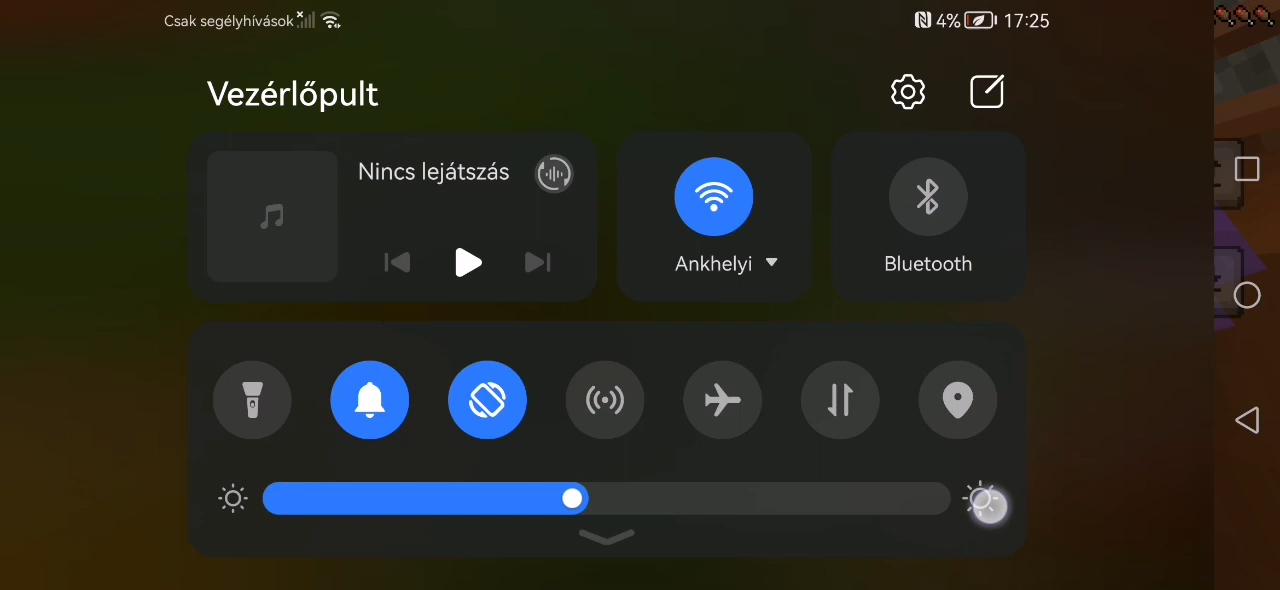 Csak segélyhívások
4% 17:25
Vezérlőpult
Nincs lejátszás
Ankhelyi
Bluetooth